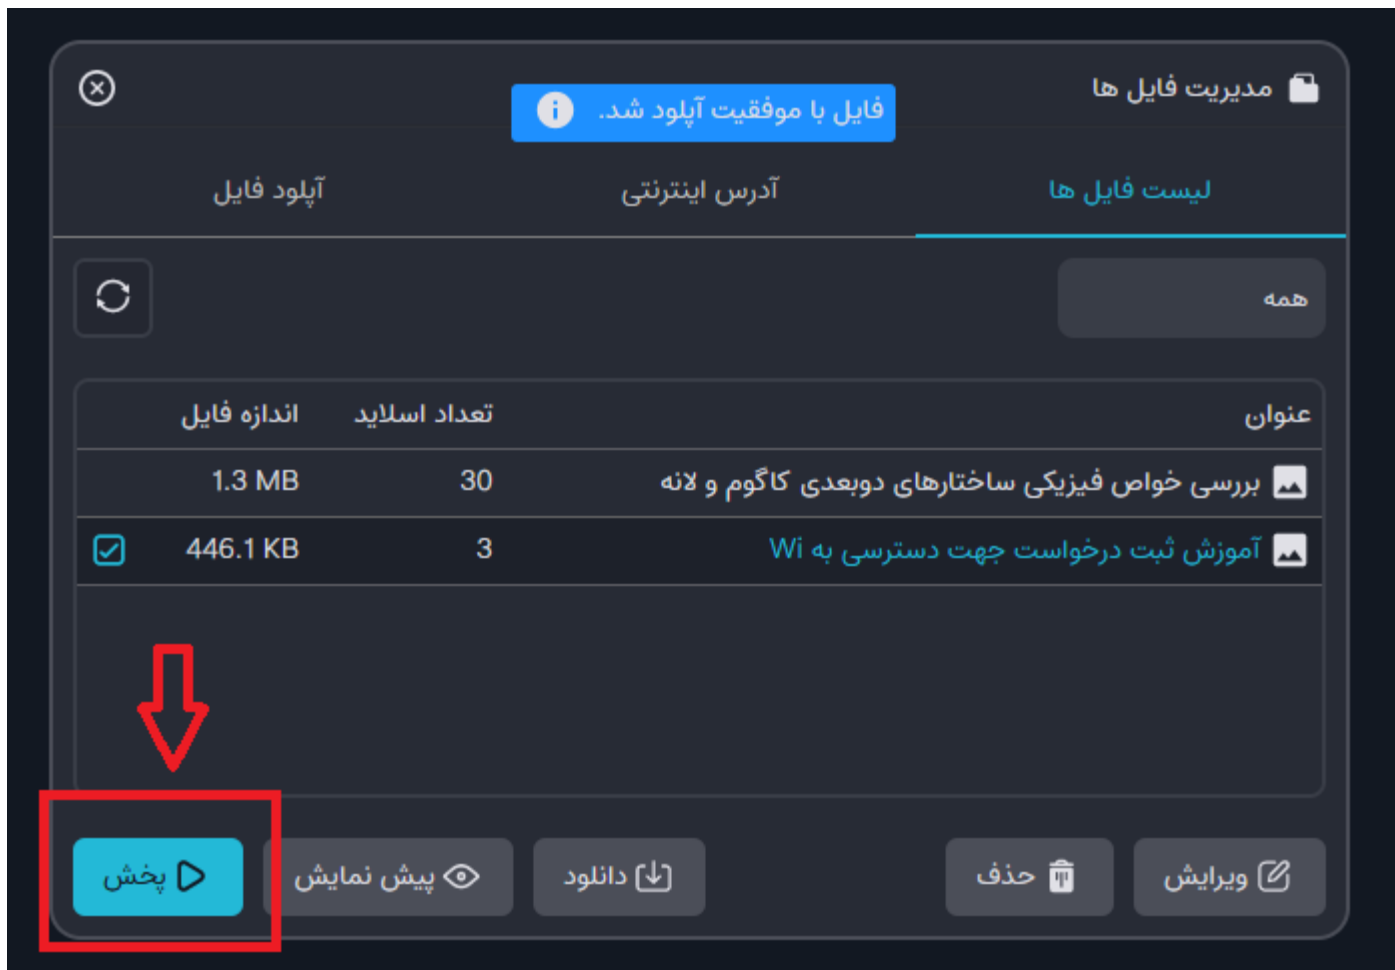 مدیریت فایل ها
فایل با موفقیت آپلود شد.
لیست فایل ها
آدرس اینترنتی
آپلود فایل
همه
عنوان تعداد اسلاید اندازه فایل
بررسی خواص فیزیکی ساختارهای دوبعدی کاگوم و لانه 30 1.3 MB
آموزش ثبت درخواست جهت دسترسی به Wi 3 446.1 KB
ویرایش
حذف
دانلود
پیش نمایش
پخش